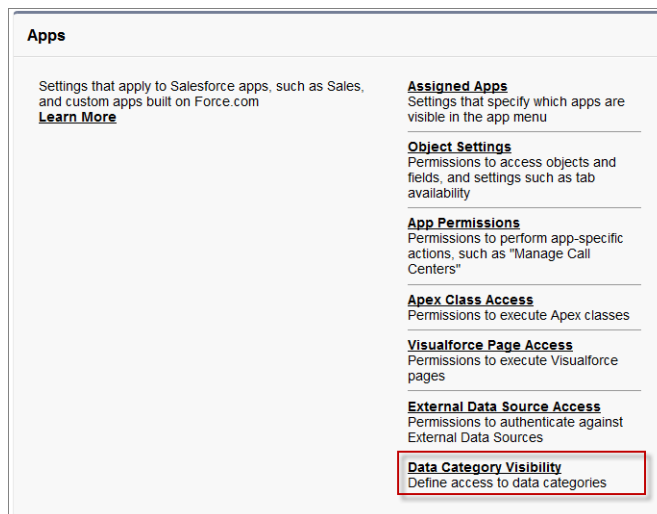 Apps
Settings that apply to Salesforce apps, such as Sales,
and custom apps built on Force.com
Learn More
Assigned Apps
Settings that specify which apps are
visible in the app menu
Object Settings
Permissions to access objects and
fields, and settings such as tab
availability
App Permissions
Permissions to perform app-specific
actions, such as "Manage Call
Centers"
Apex Class Access
Permissions to execute Apex classes
Visualforce Page Access
Permissions to execute Visualforce
pages
External Data Source Access
Permissions to authenticate against
External Data Sources
Data Category Visibility
Define access to data categories